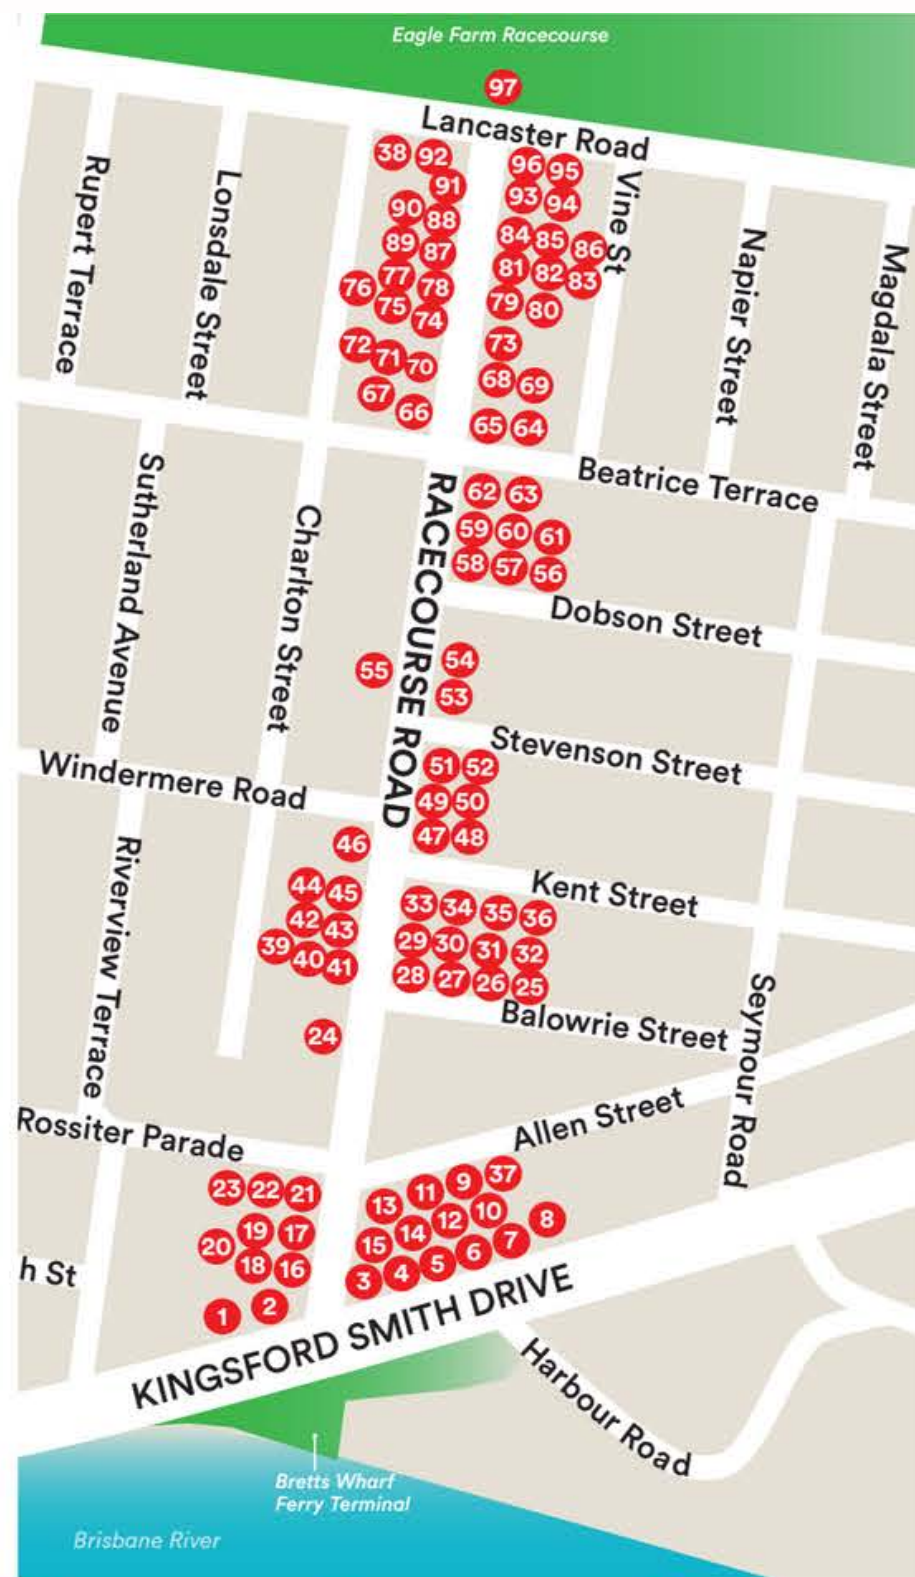 Eagle Farm Racecourse
97
Lancaster Road
38 92 96 95
91
93 94
90 88
84 85 86
89 87
81 82 83
77
76 78
75
79 80
74
72 71 70
73
68 69
67
66
65 64
Rupert Terrace
Lonsdale Street
Vine St
Napier Street
Magdala Street
Beatrice Terrace
62 63
59 60 61
58 57 56
Sutherland Avenue
Charlton Street
RACECOURSE ROAD
Dobson Street
55
54
53
Stevenson Street
Windermere Road
51 52
49 50
47 48
46
Kent Street
44 45
42 43
39 40 41
33 34 35 36
29 30 31 32
28 27 26 25
24
Balowrie Street
Riverview Terrace
Seymour Road
Rossiter Parade
Allen Street
23 22 21
19 17
20
18 16
1 2
13 11 9 37
15 14 12 10
3 4 5 6 7 8
h St
KINGSFORD SMITH DRIVE
Harbour Road
Bretts Wharf
Ferry Terminal
Brisbane River